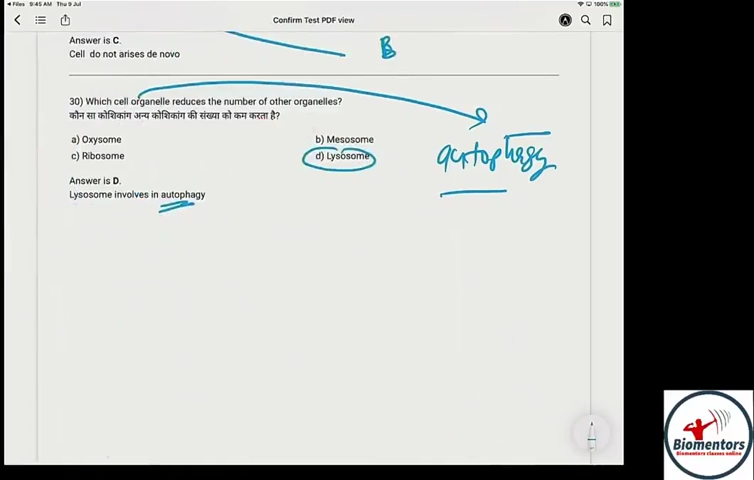 Files 9:45 AM Thu 9 Jul
100%
Confirm Test PDF view
Answer is C.
B
Cell do not arises de novo
30) Which cell organelle reduces the number of other organelles?
कौन सा कोशिकांग अन्य कोशिकांग की संख्या को कम करता है?
a) Oxysome
b) Mesosome
autophagy
c) Ribosome
d) Lysosome
Answer is D.
Lysosome involves in autophagy
Biomentors
Biomentors classes online